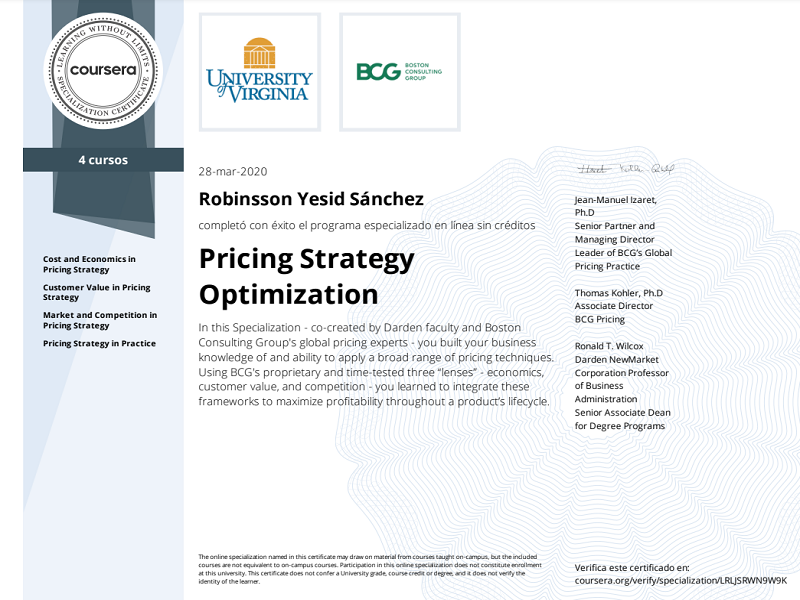 LEARNING WITHOUT LIMITS
coursera
SPECIALIZATION CERTIFICATE
4 cursos
Cost and Economics in
Pricing Strategy
Customer Value in Pricing
Strategy
Market and Competition in
Pricing Strategy
Pricing Strategy in Practice
UNIVERSITY
of VIRGINIA
BCG
BOSTON
CONSULTING
GROUP
28-mar-2020
Robinsson Yesid Sánchez
completó con éxito el programa especializado en línea sin créditos
Pricing Strategy
Optimization
In this Specialization - co-created by Darden faculty and Boston
Consulting Group's global pricing experts - you built your business
knowledge of and ability to apply a broad range of pricing techniques.
Using BCG's proprietary and time-tested three “lenses” - economics,
customer value, and competition - you learned to integrate these
frameworks to maximize profitability throughout a product's lifecycle.
The online specialization named in this certificate may draw on material from courses taught on-campus, but the included
courses are not equivalent to on-campus courses. Participation in this online specialization does not constitute enrollment
at this university. This certificate does not confer a University grade, course credit or degree, and it does not verify the
identity of the learner.
Jean-Manuel Izaret,
Ph.D
Senior Partner and
Managing Director
Leader of BCG's Global
Pricing Practice
Thomas Kohler, Ph.D
Associate Director
BCG Pricing
Ronald T. Wilcox
Darden NewMarket
Corporation Professor
of Business
Administration
Senior Associate Dean
for Degree Programs
Verifica este certificado en:
coursera.org/verify/specialization/LRLJSRWN9W9K